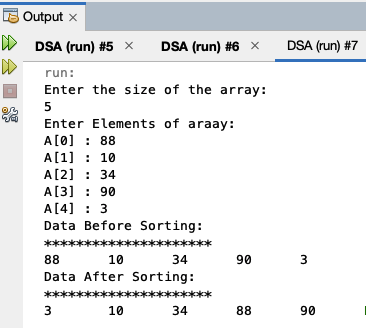 Output ×
DSA (run) #5 × DSA (run) #6 × DSA (run) #7
run:
Enter the size of the array:
5
Enter Elements of araay:
A[0] : 88
A[1] : 10
A[2] : 34
A[3] : 90
A[4] : 3
Data Before Sorting:
*********************
88 10 34 90 3
Data After Sorting:
*********************
3 10 34 88 90